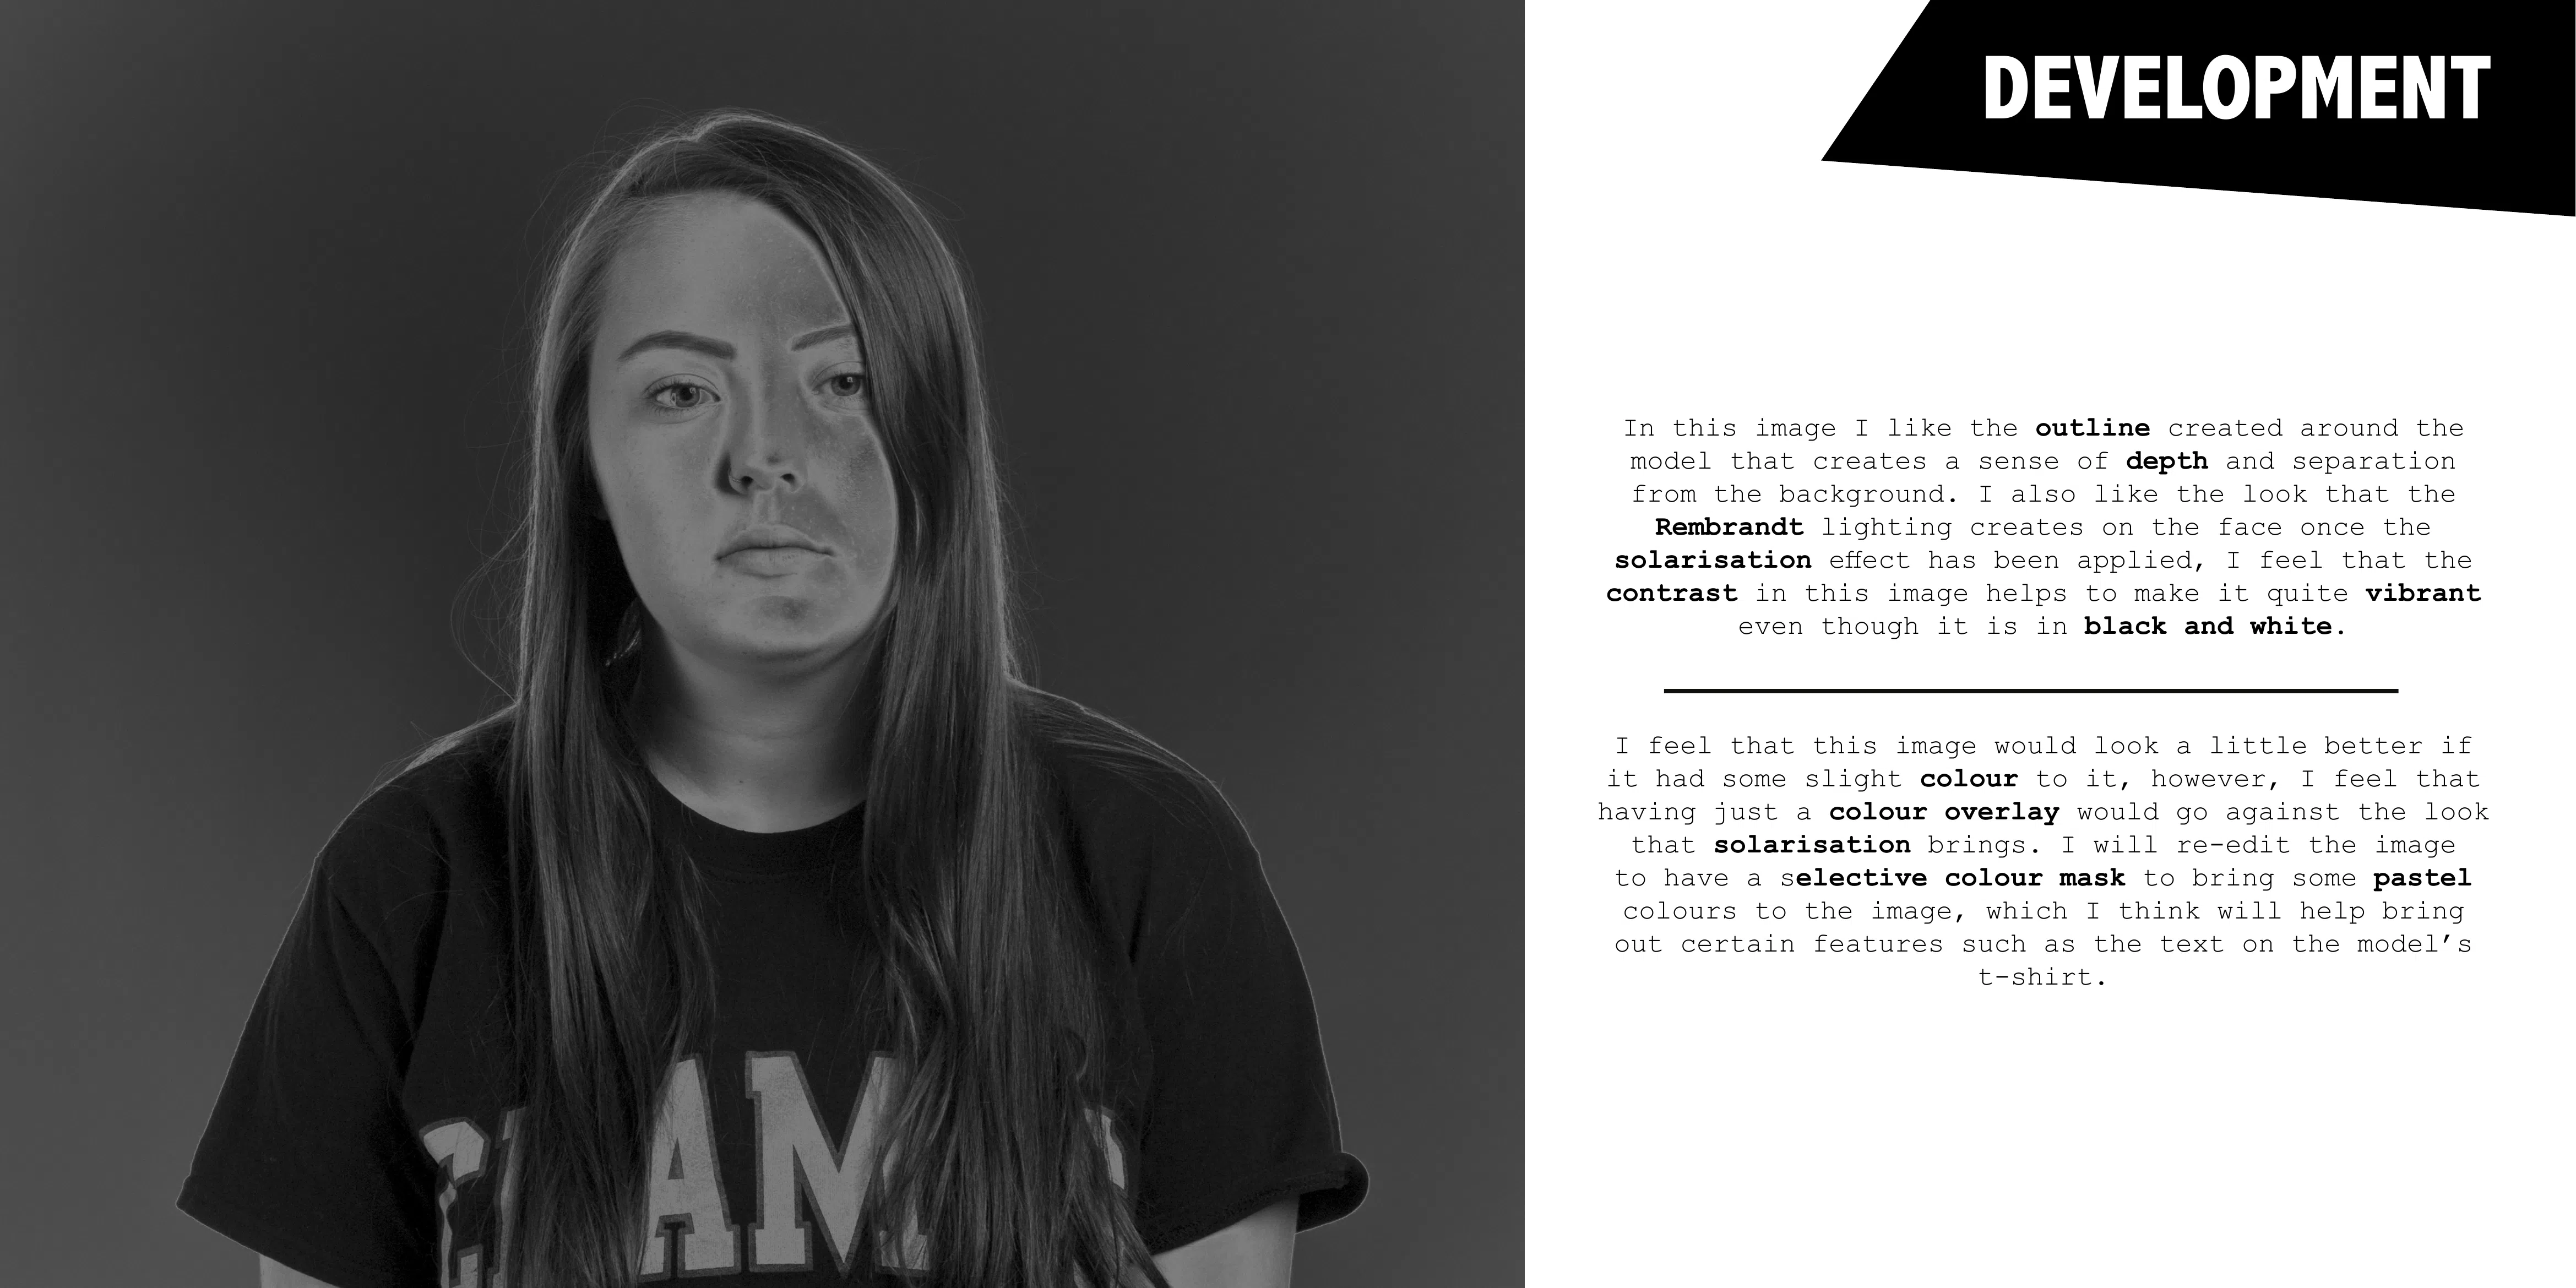 DEVELOPMENT
In this image I like the outline created around the
model that creates a sense of depth and separation
from the background. I also like the look that the
Rembrandt lighting creates on the face once the
solarisation effect has been applied, I feel that the
contrast in this image helps to make it quite vibrant
even though it is in black and white.
I feel that this image would look a little better if
it had some slight colour to it, however, I feel that
having just a colour overlay would go against the look
that solarisation brings. I will re-edit the image
to have a selective colour mask to bring some pastel
colours to the image, which I think will help bring
out certain features such as the text on the model’s
t-shirt.